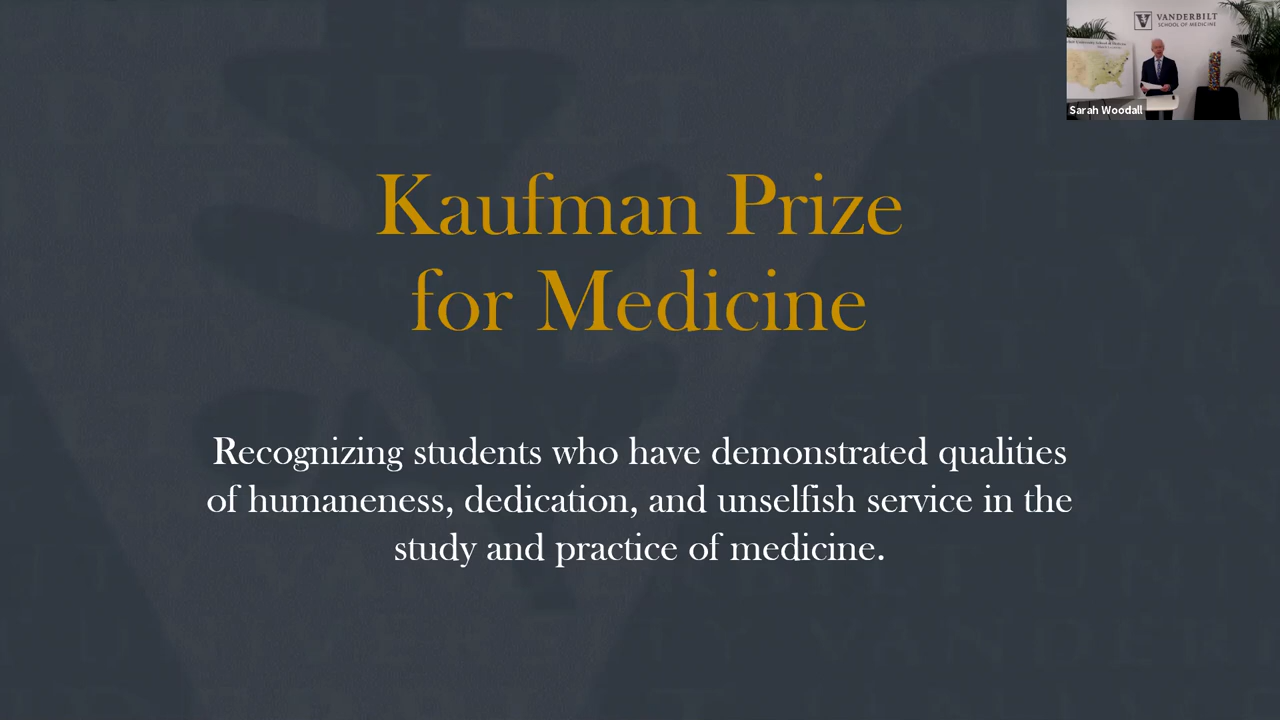 VANDERBILT
SCHOOL OF MEDICINE
Sarah Woodall
Kaufman Prize
for Medicine
Recognizing students who have demonstrated qualities
of humaneness, dedication, and unselfish service in the
study and practice of medicine.